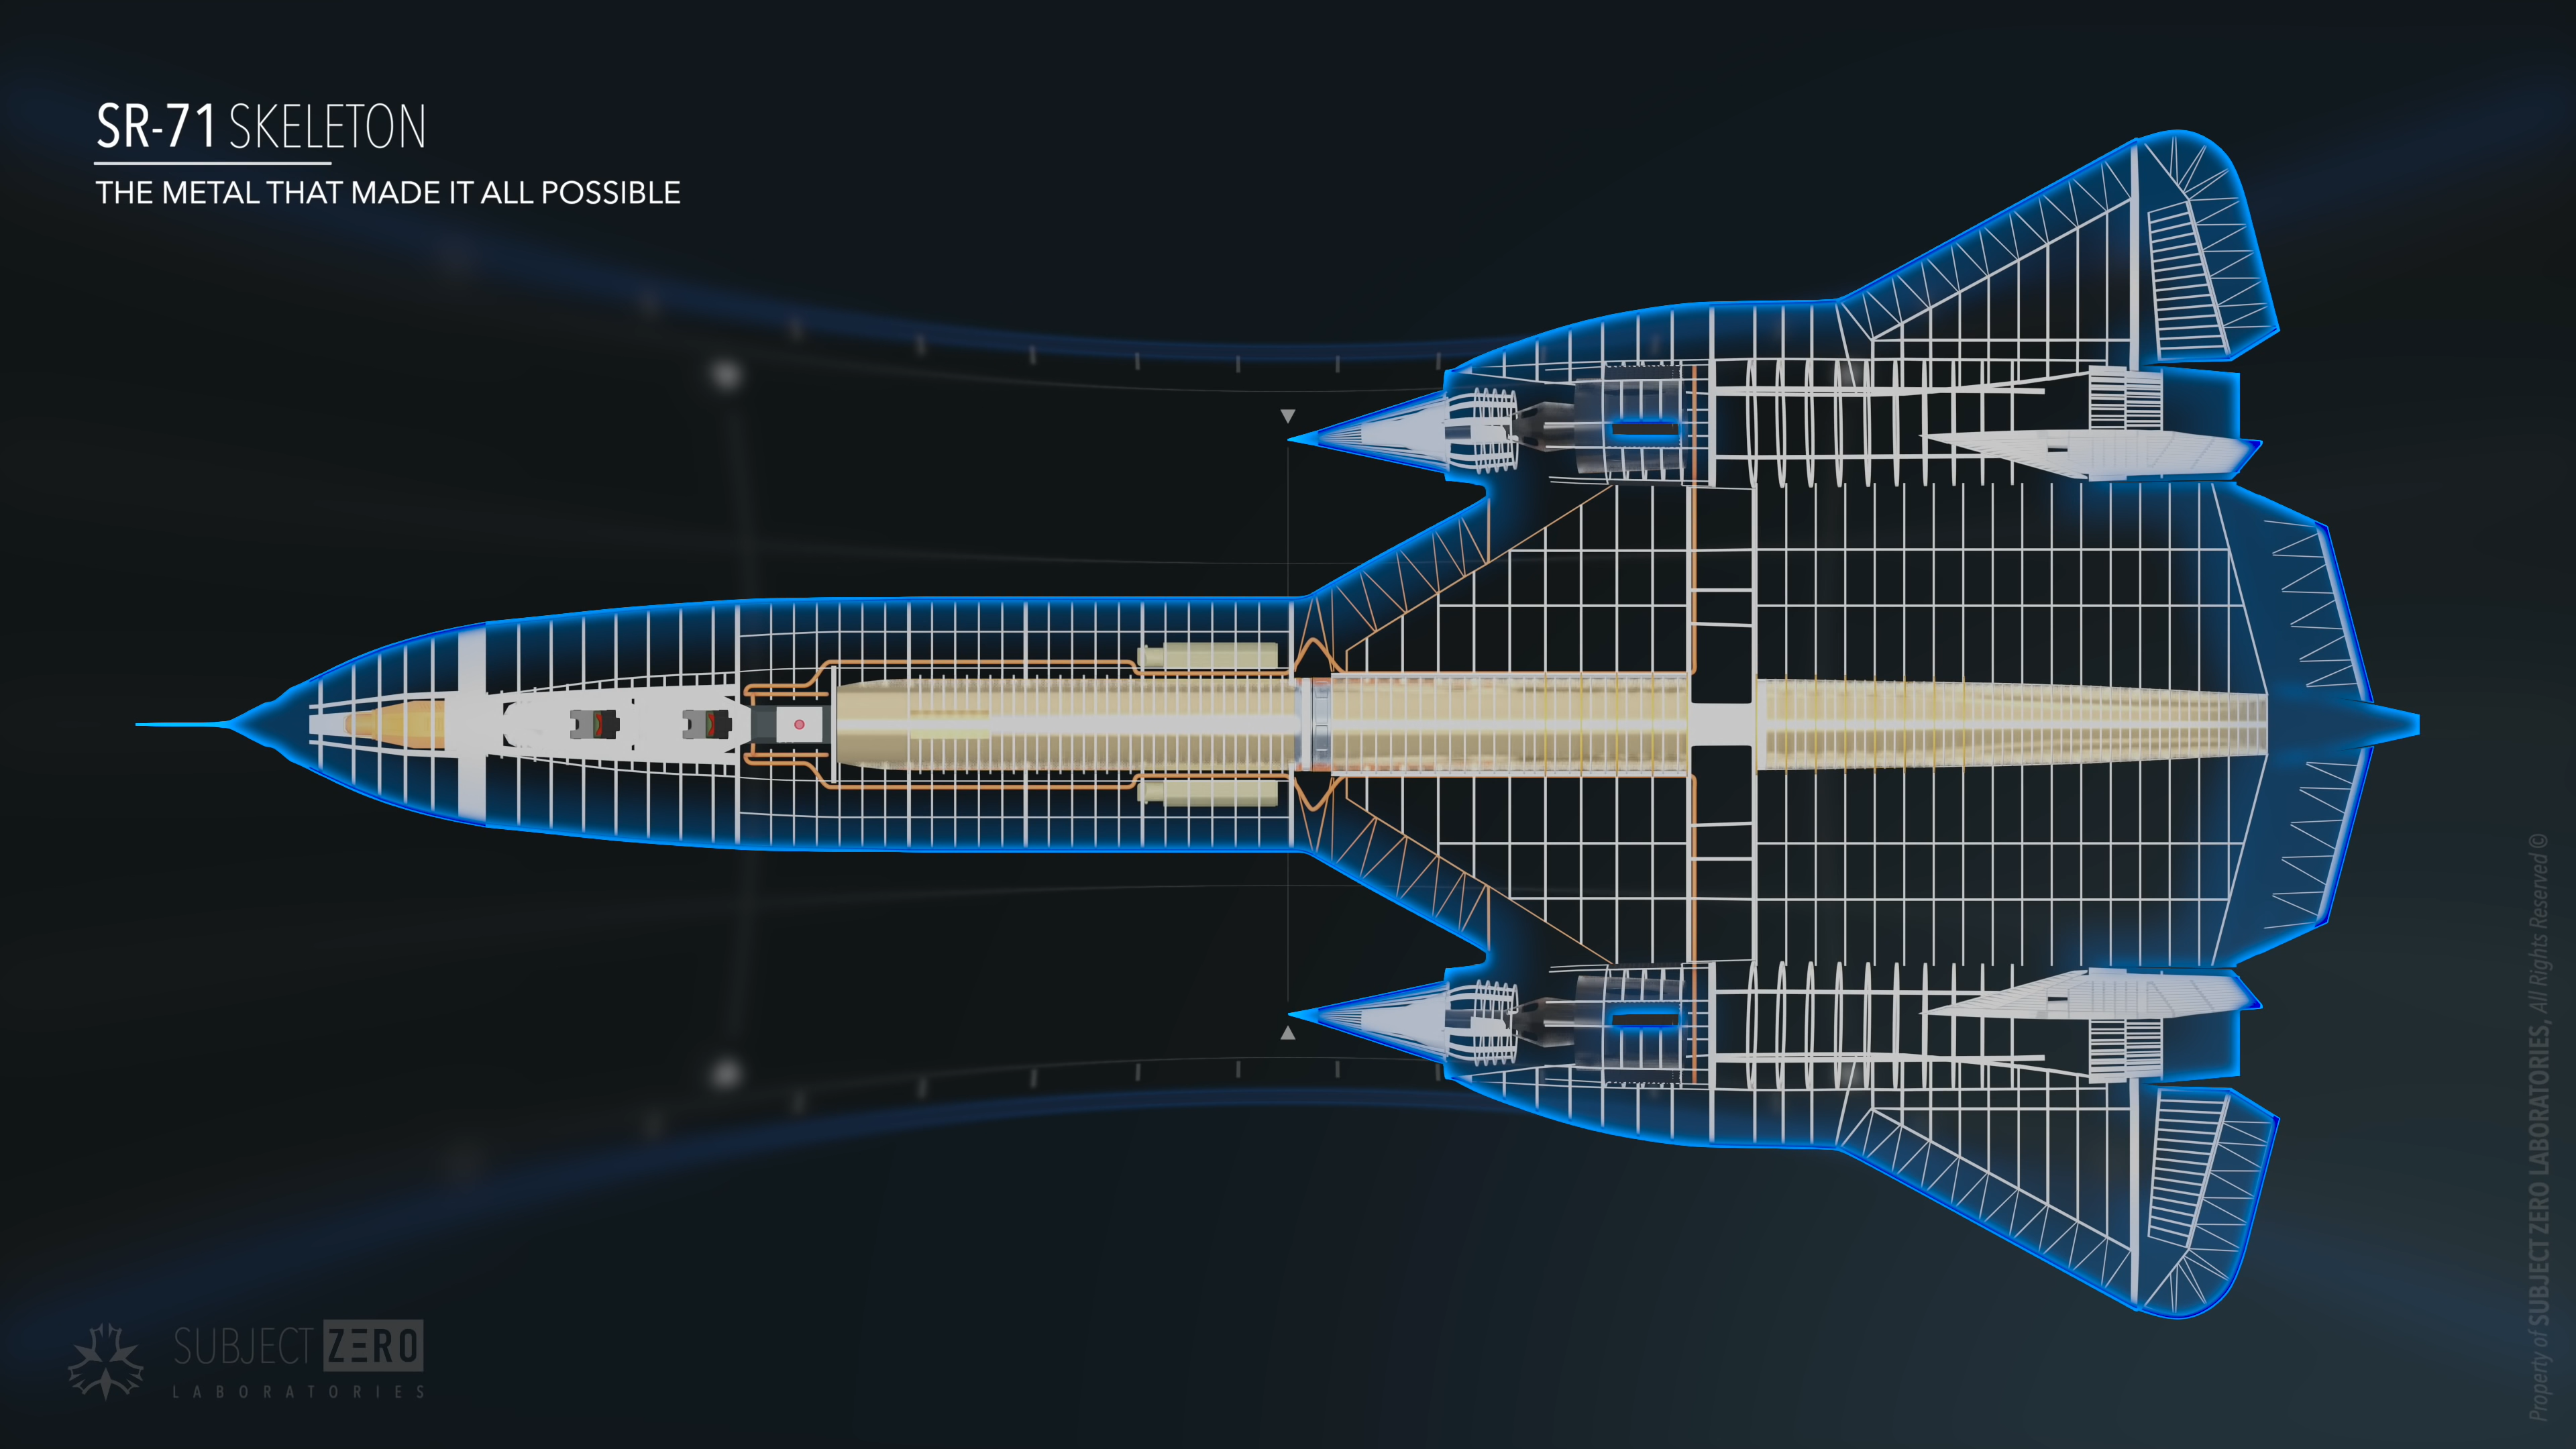 SR-71 SKELETON
THE METAL THAT MADE IT ALL POSSIBLE
SUBJECT ZERO
LABORATORIES
Property of SUBJECT ZERO LABORATORIES, All Rights Reserved ©